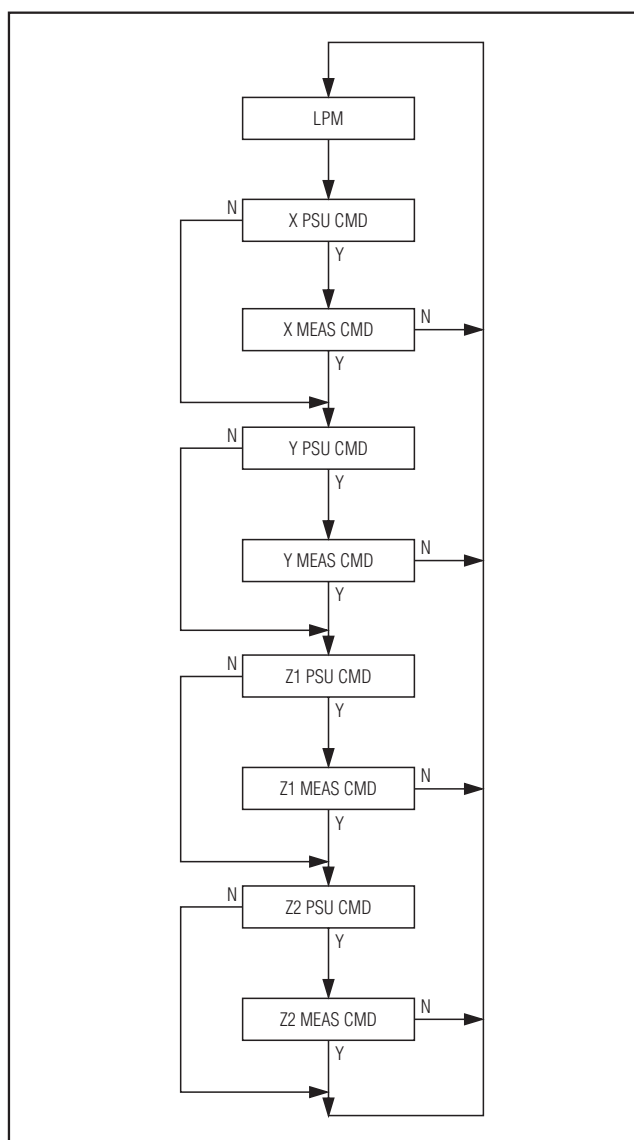 LPM
N
X PSU CMD
Y
X MEAS CMD
N
Y
N
Y PSU CMD
Y
Y MEAS CMD
N
Y
N
Z1 PSU CMD
Y
Z1 MEAS CMD
N
Y
N
Z2 PSU CMD
Y
Z2 MEAS CMD
N
Y